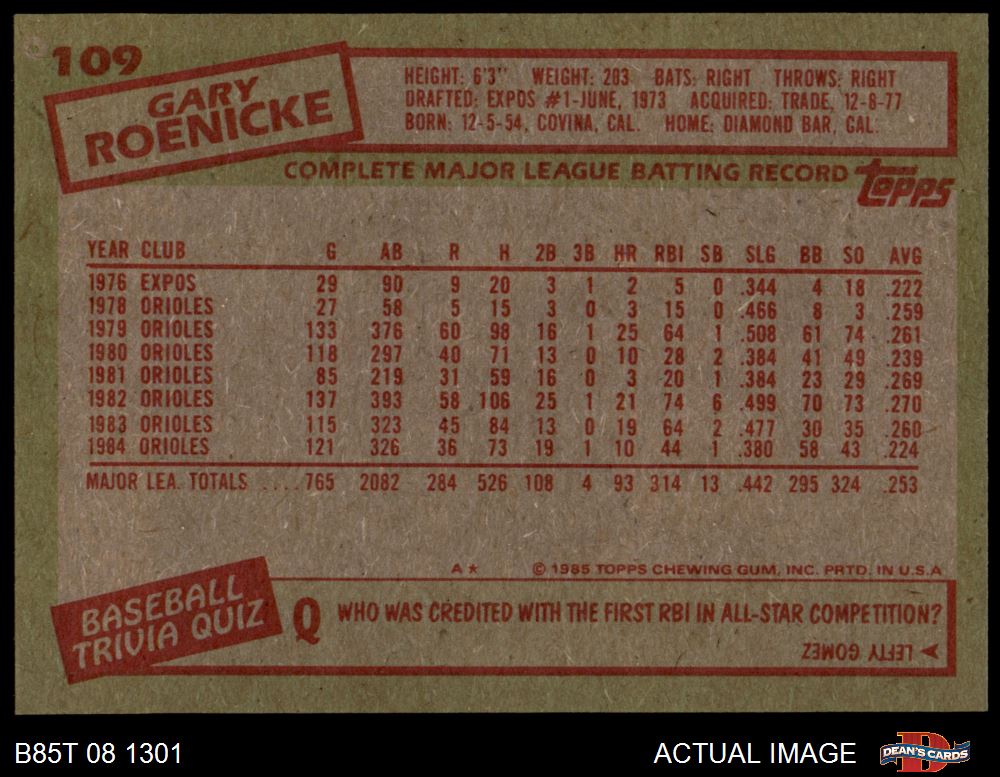 109
GARY
ROENICKE
HEIGHT: 6'3" WEIGHT: 203 BATS: RIGHT THROWS: RIGHT
DRAFTED: EXPOS #1-JUNE, 1973 ACQUIRED: TRADE, 12-8-77
BORN: 12-5-54, COVINA, CAL. HOME: DIAMOND BAR, CAL.
COMPLETE MAJOR LEAGUE BATTING RECORD
TOPPS
YEAR CLUB G AB R H 2B 3B HR RBI SB SLG BB SO AVG
1976 EXPOS 29 90 9 20 3 1 2 5 0 .344 4 18 .222
1978 ORIOLES 27 58 5 15 3 0 3 15 0 .466 8 3 .259
1979 ORIOLES 133 376 60 98 16 1 25 64 1 .508 61 74 .261
1980 ORIOLES 118 297 40 71 13 0 10 28 2 .384 41 49 .239
1981 ORIOLES 85 219 31 59 16 0 3 20 1 .384 23 29 .269
1982 ORIOLES 137 393 58 106 25 1 21 74 6 .499 70 73 .270
1983 ORIOLES 115 323 45 84 13 0 19 64 2 .477 30 35 .260
1984 ORIOLES 121 326 36 73 19 1 10 44 1 .380 58 43 .224
MAJOR LEA. TOTALS ....765 2082 284 526 108 4 93 314 13 .442 295 324 .253
A* © 1985 TOPPS CHEWING GUM, INC. PRTD. IN U.S.A
BASEBALL
TRIVIA QUIZ
Q WHO WAS CREDITED WITH THE FIRST RBI IN ALL-STAR COMPETITION?
LEFTY GOMEZ
B85T 08 1301
ACTUAL IMAGE
DEAN'S CARDS